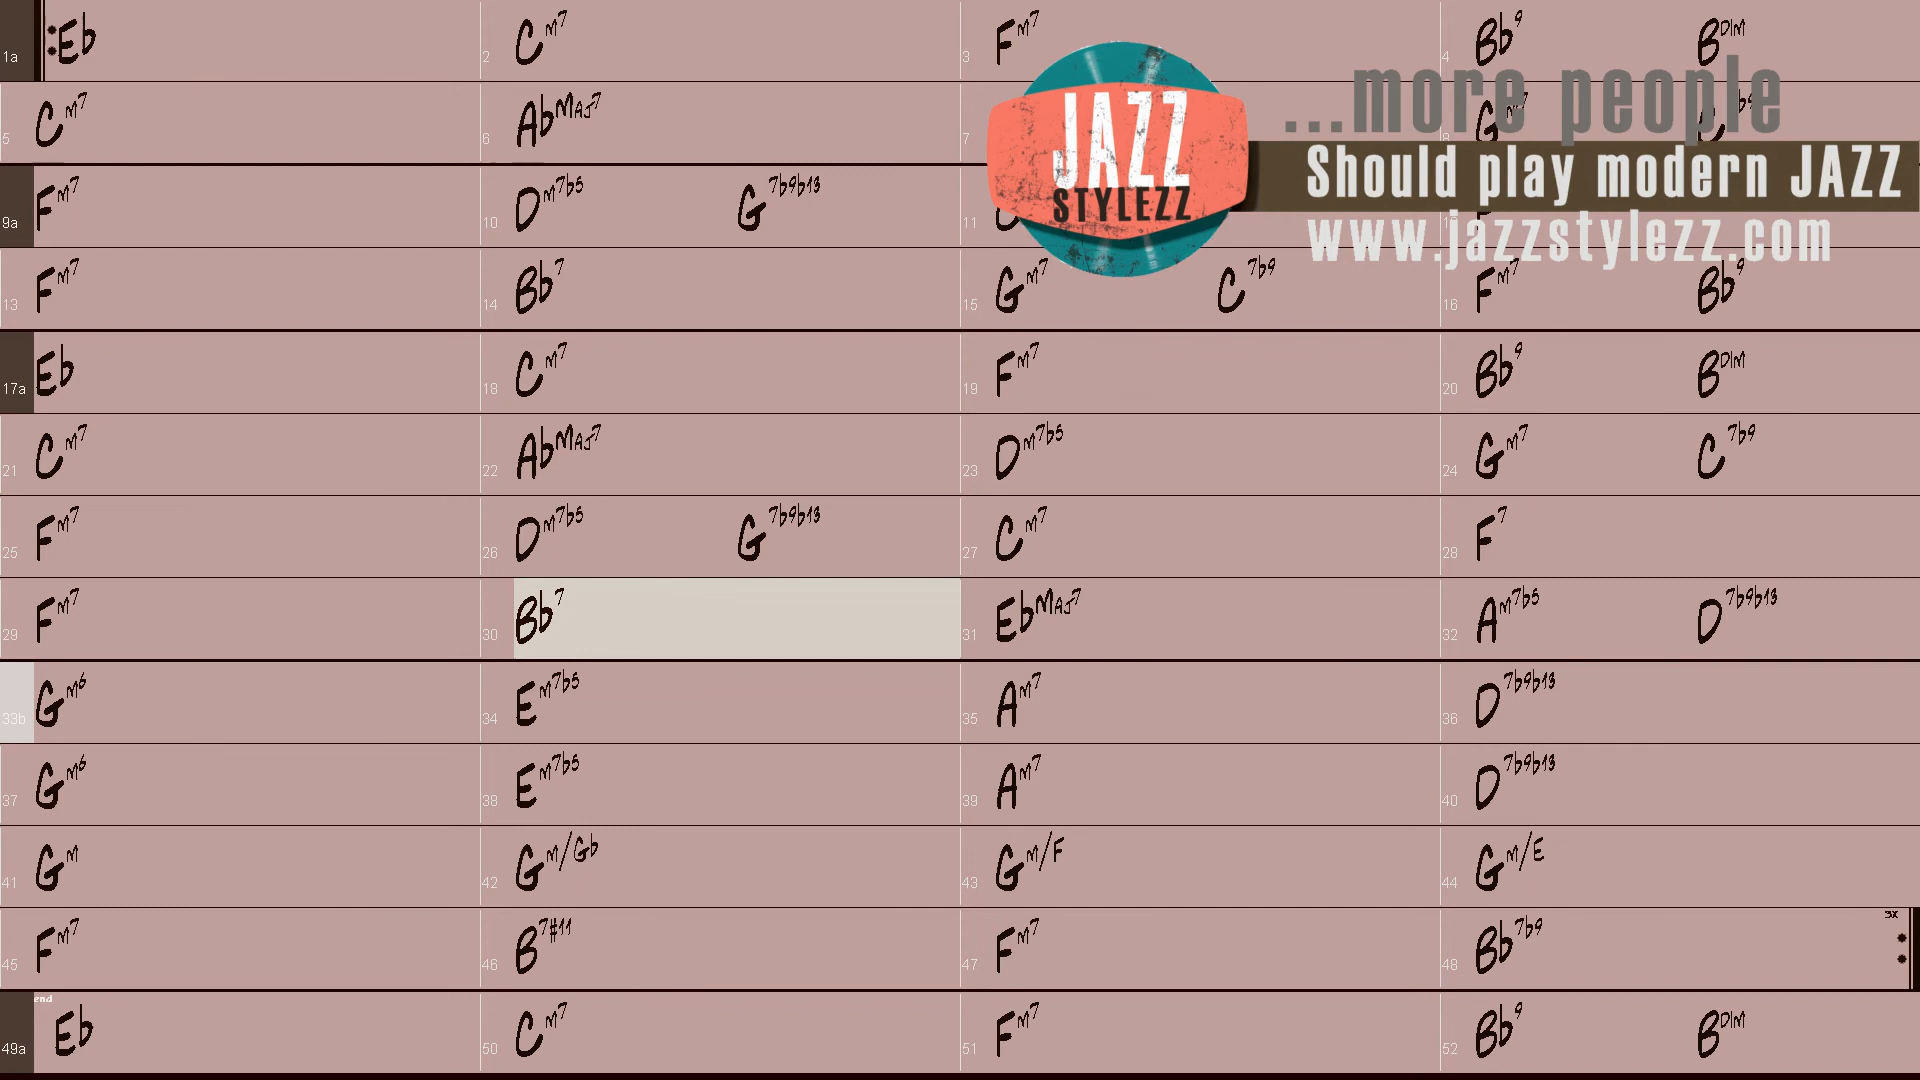 1a Eb 2 Cm7 3 Fm7 4 Bb9 BDIM
...more people
5 Cm7 6 AbMAJ7 7 8 Gm7 C7b9
JAZZ
STYLEZZ
Should play modern JAZZ
9a Fm7 10 Dm7b5 G7b9b13 11
www.jazzstylezz.com
13 Fm7 14 Bb7 15 Gm7 C7b9 16 Fm7 Bb9
17a Eb 18 Cm7 19 Fm7 20 Bb9 BDIM
21 Cm7 22 AbMAJ7 23 Dm7b5 24 Gm7 C7b9
25 Fm7 26 Dm7b5 G7b9b13 27 Cm7 28 F7
29 Fm7 30 Bb7 31 EbMAJ7 32 Am7b5 D7b9b13
33b Gm6 34 Em7b5 35 Am7 36 D7b9b13
37 Gm6 38 Em7b5 39 Am7 40 D7b9b13
41 Gm 42 Gm/Gb 43 Gm/F 44 Gm/E
3x
45 Fm7 46 B7#11 47 Fm7 48 Bb7b9
end
49a Eb 50 Cm7 51 Fm7 52 Bb9 BDIM